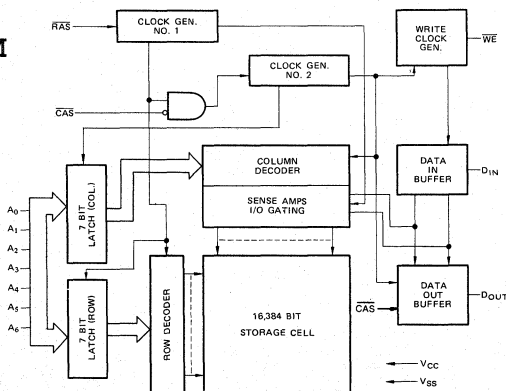 M
RAS
CLOCK GEN.
NO. 1
WRITE
CLOCK
GEN.
WE
CLOCK GEN.
NO. 2
CAS
COLUMN
DECODER
DATA
IN
BUFFER
DIN
SENSE AMPS
I/O GATING
7 BIT
LATCH (COL.)
A0
A1
A2
A3
A4
A5
A6
7 BIT
LATCH (ROW)
ROW DECODER
16,384 BIT
STORAGE CELL
CAS
DATA
OUT
BUFFER
DOUT
VCC
VSS